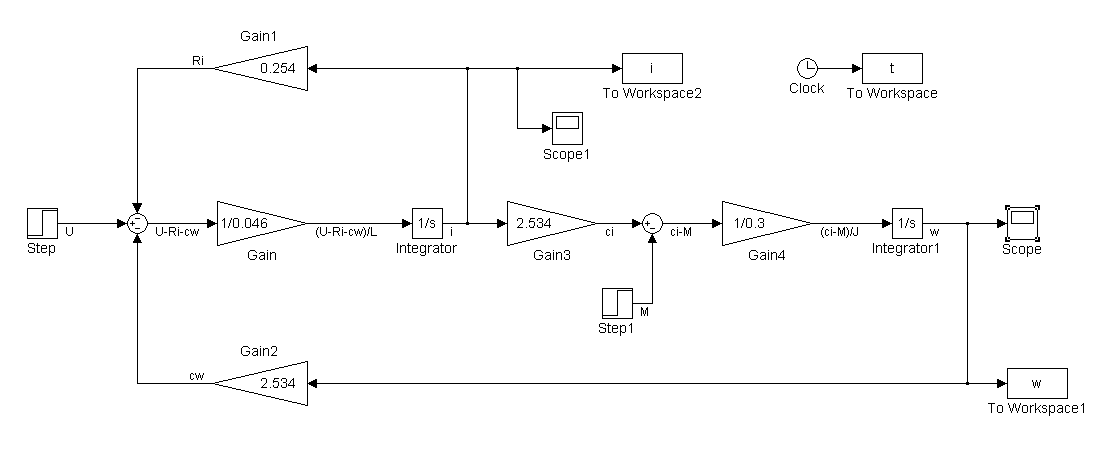 Gain1
Ri
0.254
i
To Workspace2
Clock
t
To Workspace
Scope1
Step
U
U-Ri-cw
1/0.046
Gain
(U-Ri-cw)/L
1/s
Integrator
i
2.534
Gain3
ci
ci-M
1/0.3
Gain4
(ci-M)/J
1/s
Integrator1
w
Scope
Step1
M
Gain2
cw
2.534
w
To Workspace1